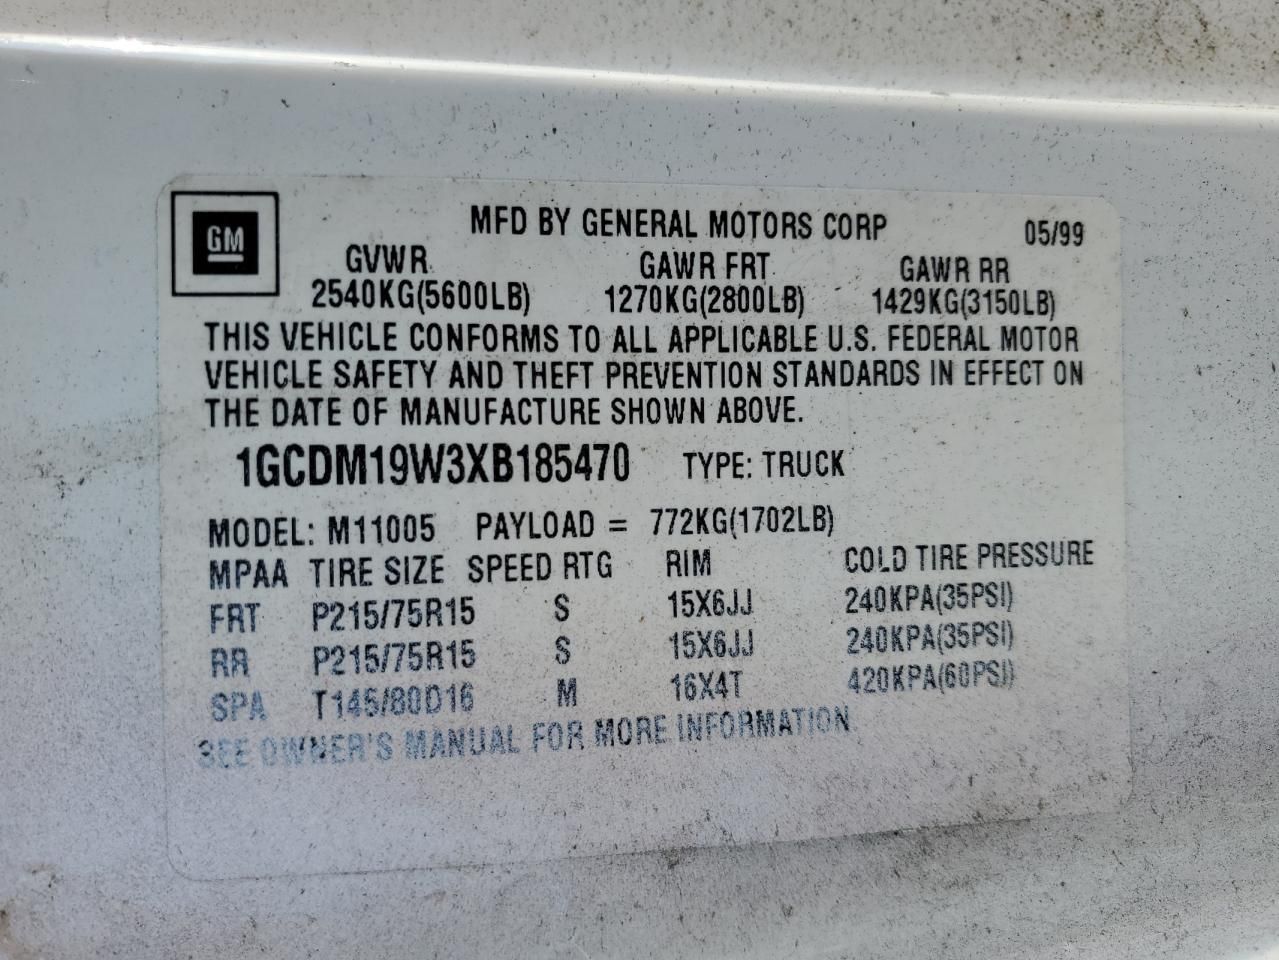 GM
MFD BY GENERAL MOTORS CORP 05/99
GVWR GAWR FRT GAWR RR
2540KG(5600LB) 1270KG(2800LB) 1429KG(3150LB)
THIS VEHICLE CONFORMS TO ALL APPLICABLE U.S. FEDERAL MOTOR
VEHICLE SAFETY AND THEFT PREVENTION STANDARDS IN EFFECT ON
THE DATE OF MANUFACTURE SHOWN ABOVE.
1GCDM19W3XB185470 TYPE: TRUCK
MODEL: M11005 PAYLOAD = 772KG(1702LB)
MPAA TIRE SIZE SPEED RTG RIM COLD TIRE PRESSURE
FRT P215/75R15 S 15X6JJ 240KPA(35PSI)
RR P215/75R15 S 15X6JJ 240KPA(35PSI)
SPA T145/80D16 M 16X4T 420KPA(60PSI)
SEE OWNER'S MANUAL FOR MORE INFORMATION